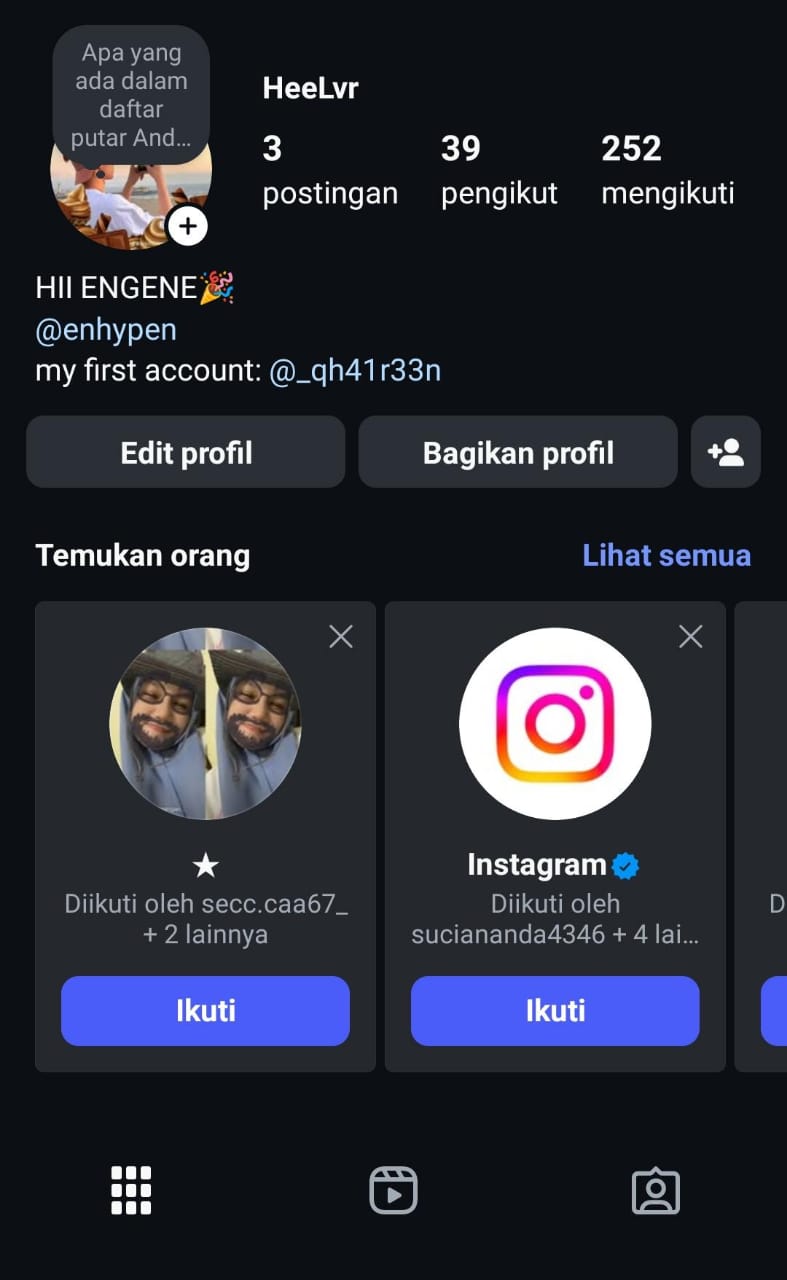 Apa yang
ada dalam
daftar
putar And...
HeeLvr
3 39 252
postingan pengikut mengikuti
HII ENGENE🎉
@enhypen
my first account: @_qh41r33n
Edit profil Bagikan profil
Temukan orang Lihat semua
★
Diikuti oleh secc.caa67_
+ 2 lainnya
Ikuti
Instagram
Diikuti oleh
suciananda4346 + 4 lai...
Ikuti
D